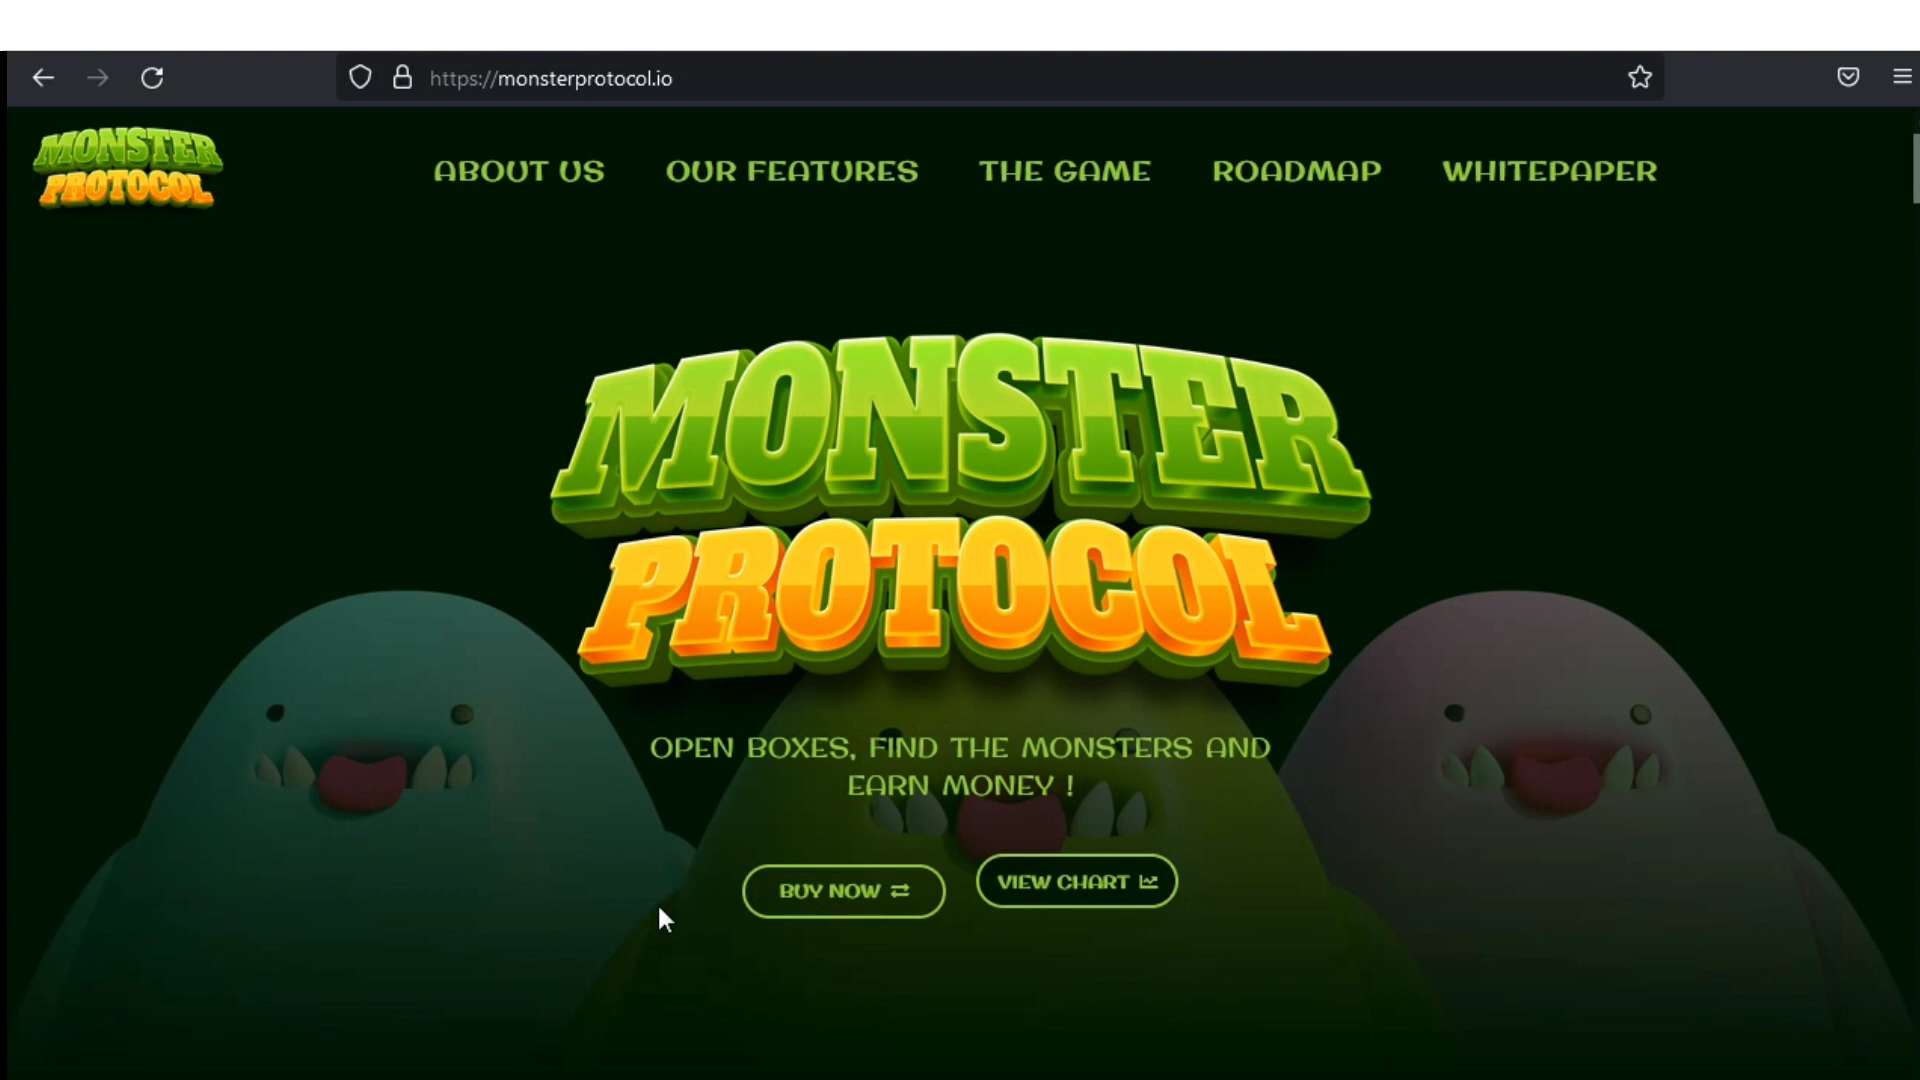 https://monsterprotocol.io
MONSTER
PROTOCOL
ABOUT US
OUR FEATURES
THE GAME
ROADMAP
WHITEPAPER
MONSTER
PROTOCOL
OPEN BOXES, FIND THE MONSTERS AND
EARN MONEY !
BUY NOW
VIEW CHART